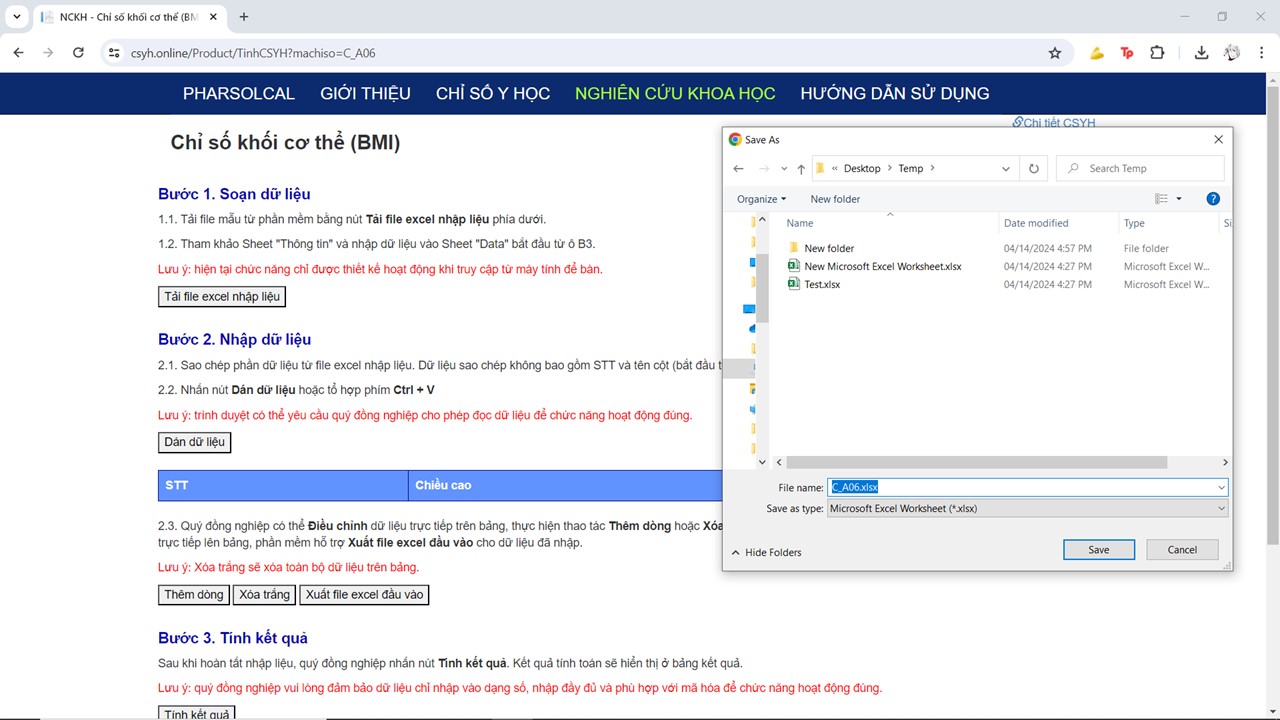 NCKH - Chỉ số khối cơ thể (BM
csyh.online/Product/TinhCSYH?machiso=C_A06
PHARSOLCAL GIỚI THIỆU CHỈ SỐ Y HỌC NGHIÊN CỨU KHOA HỌC HƯỚNG DẪN SỬ DỤNG
Chi tiết CSYH
Chỉ số khối cơ thể (BMI)
Bước 1. Soạn dữ liệu
1.1. Tải file mẫu từ phần mềm bằng nút Tải file excel nhập liệu phía dưới.
1.2. Tham khảo Sheet "Thông tin" và nhập dữ liệu vào Sheet "Data" bắt đầu từ ô B3.
Lưu ý: hiện tại chức năng chỉ được thiết kế hoạt động khi truy cập từ máy tính để bàn.
Tải file excel nhập liệu
Bước 2. Nhập dữ liệu
2.1. Sao chép phần dữ liệu từ file excel nhập liệu. Dữ liệu sao chép không bao gồm STT và tên cột (bắt đầu t
2.2. Nhấn nút Dán dữ liệu hoặc tổ hợp phím Ctrl + V
Lưu ý: trình duyệt có thể yêu cầu quý đồng nghiệp cho phép đọc dữ liệu để chức năng hoạt động đúng.
Dán dữ liệu
STT Chiều cao
2.3. Quý đồng nghiệp có thể Điều chỉnh dữ liệu trực tiếp trên bảng, thực hiện thao tác Thêm dòng hoặc Xóa
trực tiếp lên bảng, phần mềm hỗ trợ Xuất file excel đầu vào cho dữ liệu đã nhập.
Lưu ý: Xóa trắng sẽ xóa toàn bộ dữ liệu trên bảng.
Thêm dòng Xóa trắng Xuất file excel đầu vào
Bước 3. Tính kết quả
Sau khi hoàn tất nhập liệu, quý đồng nghiệp nhấn nút Tính kết quả. Kết quả tính toán sẽ hiển thị ở bảng kết quả.
Lưu ý: quý đồng nghiệp vui lòng đảm bảo dữ liệu chỉ nhập vào dạng số, nhập đầy đủ và phù hợp với mã hóa để chức năng hoạt động đúng.
Tính kết quả
Save As
« Desktop > Temp >
Search Temp
Organize New folder
Name Date modified Type Si
New folder 04/14/2024 4:57 PM File folder
New Microsoft Excel Worksheet.xlsx 04/14/2024 4:27 PM Microsoft Excel W...
Test.xlsx 04/14/2024 4:27 PM Microsoft Excel W...
File name: C_A06.xlsx
Save as type: Microsoft Excel Worksheet (*.xlsx)
Hide Folders Save Cancel